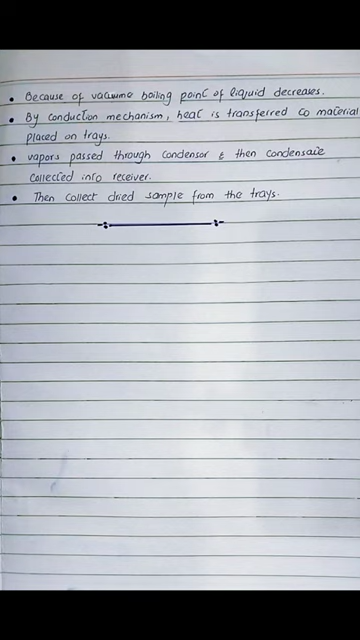 • Because of vacuume boiling point of liquid decreases.
• By conduction mechanism, heat is transferred to material
placed on trays.
• vapors passed through condensor & then condensate
collected into receiver.
• Then collect dried sample from the trays.